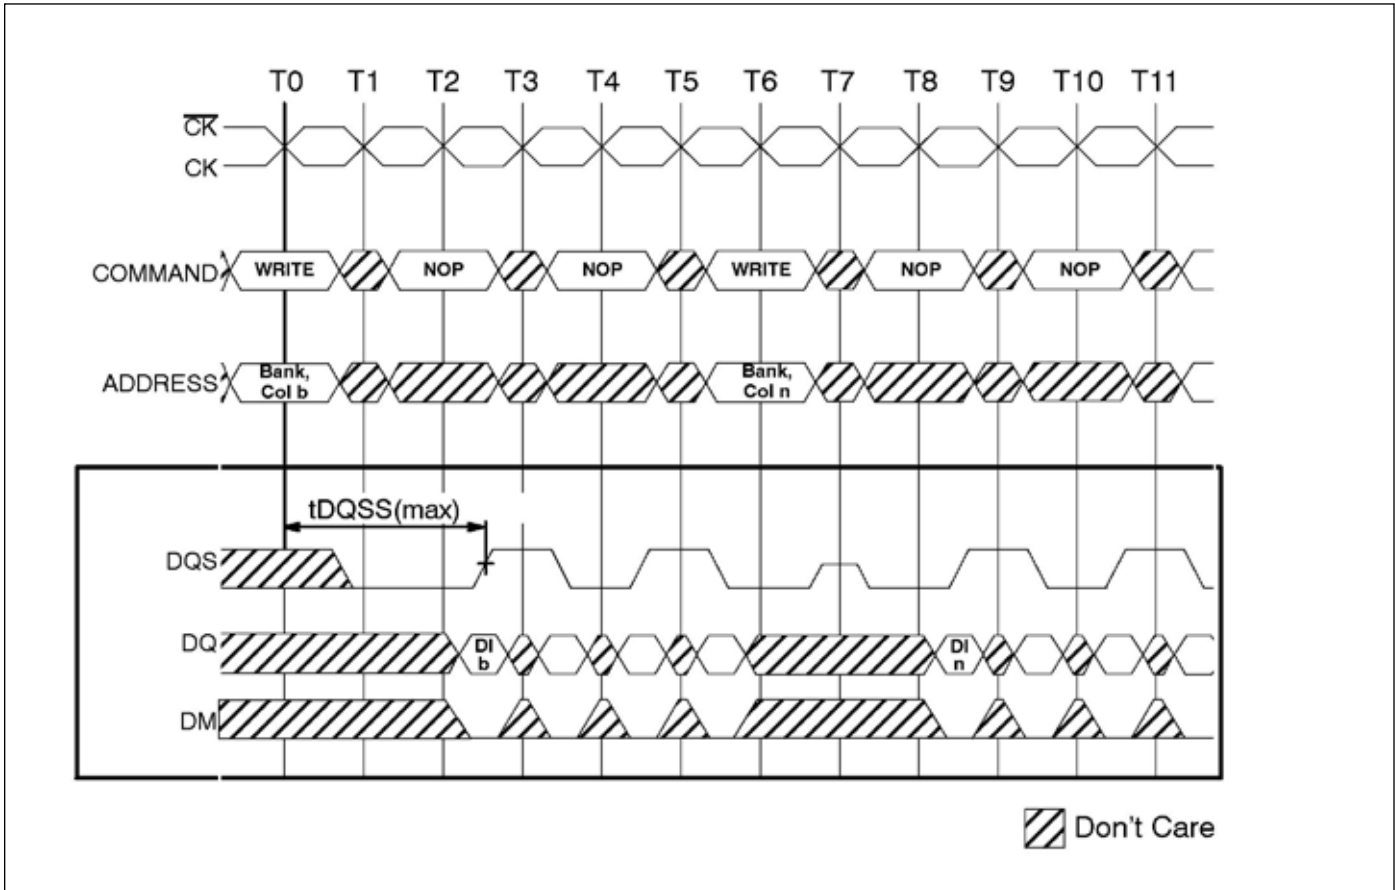 T0 T1 T2 T3 T4 T5 T6 T7 T8 T9 T10 T11
CK
CK
COMMAND WRITE NOP NOP WRITE NOP NOP
ADDRESS Bank, Col b Bank, Col n
tDQSS(max)
DQS
DQ DI b DI n
DM
Don't Care